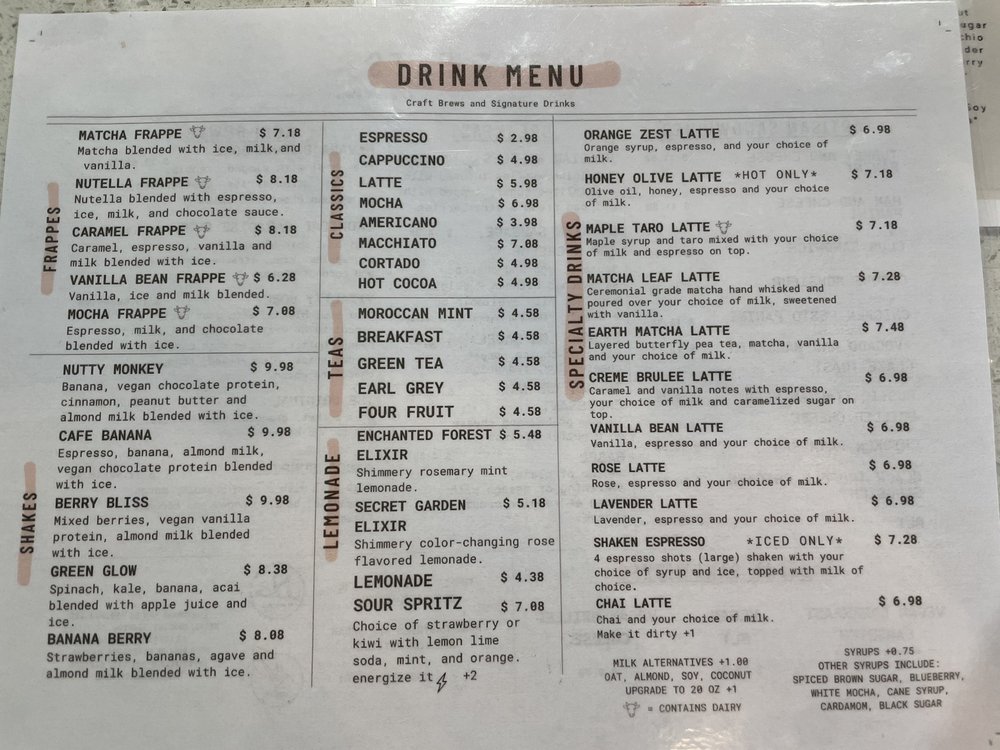 DRINK MENU
Craft Brews and Signature Drinks
FRAPPES
MATCHA FRAPPE $ 7.18
Matcha blended with ice, milk,and
vanilla.
NUTELLA FRAPPE $ 8.18
Nutella blended with espresso,
ice, milk, and chocolate sauce.
CARAMEL FRAPPE $ 8.18
Caramel, espresso, vanilla and
milk blended with ice.
VANILLA BEAN FRAPPE $ 6.28
Vanilla, ice and milk blended.
MOCHA FRAPPE $ 7.08
Espresso, milk, and chocolate
blended with ice.
SHAKES
NUTTY MONKEY $ 9.98
Banana, vegan chocolate protein,
cinnamon, peanut butter and
almond milk blended with ice.
CAFE BANANA $ 9.98
Espresso, banana, almond milk,
vegan chocolate protein blended
with ice.
BERRY BLISS $ 9.98
Mixed berries, vegan vanilla
protein, almond milk blended
with ice.
GREEN GLOW $ 8.38
Spinach, kale, banana, acai
blended with apple juice and
ice.
BANANA BERRY $ 8.08
Strawberries, bananas, agave and
almond milk blended with ice.
CLASSICS
ESPRESSO $ 2.98
CAPPUCCINO $ 4.98
LATTE $ 5.98
MOCHA $ 6.98
AMERICANO $ 3.98
MACCHIATO $ 7.08
CORTADO $ 4.98
HOT COCOA $ 4.98
TEAS
MOROCCAN MINT $ 4.58
BREAKFAST $ 4.58
GREEN TEA $ 4.58
EARL GREY $ 4.58
FOUR FRUIT $ 4.58
LEMONADE
ENCHANTED FOREST $ 5.48
ELIXIR
Shimmery rosemary mint
lemonade.
SECRET GARDEN $ 5.18
ELIXIR
Shimmery color-changing rose
flavored lemonade.
LEMONADE $ 4.38
SOUR SPRITZ $ 7.08
Choice of strawberry or
kiwi with lemon lime
soda, mint, and orange.
energize it +2
SPECIALTY DRINKS
ORANGE ZEST LATTE $ 6.98
Orange syrup, espresso, and your choice of
milk.
HONEY OLIVE LATTE *HOT ONLY* $ 7.18
Olive oil, honey, espresso and your choice
of milk.
MAPLE TARO LATTE $ 7.18
Maple syrup and taro mixed with your choice
of milk and espresso on top.
MATCHA LEAF LATTE $ 7.28
Ceremonial grade matcha hand whisked and
poured over your choice of milk, sweetened
with vanilla.
EARTH MATCHA LATTE $ 7.48
Layered butterfly pea tea, matcha, vanilla
and your choice of milk.
CREME BRULEE LATTE $ 6.98
Caramel and vanilla notes with espresso,
your choice of milk and caramelized sugar on
top.
VANILLA BEAN LATTE $ 6.98
Vanilla, espresso and your choice of milk.
ROSE LATTE $ 6.98
Rose, espresso and your choice of milk.
LAVENDER LATTE $ 6.98
Lavender, espresso and your choice of milk.
SHAKEN ESPRESSO *ICED ONLY* $ 7.28
4 espresso shots (large) shaken with your
choice of syrup and ice, topped with milk of
choice.
CHAI LATTE $ 6.98
Chai and your choice of milk.
Make it dirty +1
MILK ALTERNATIVES +1.00
OAT, ALMOND, SOY, COCONUT
UPGRADE TO 20 OZ +1
= CONTAINS DAIRY
SYRUPS +0.75
OTHER SYRUPS INCLUDE:
SPICED BROWN SUGAR, BLUEBERRY,
WHITE MOCHA, CANE SYRUP,
CARDAMOM, BLACK SUGAR